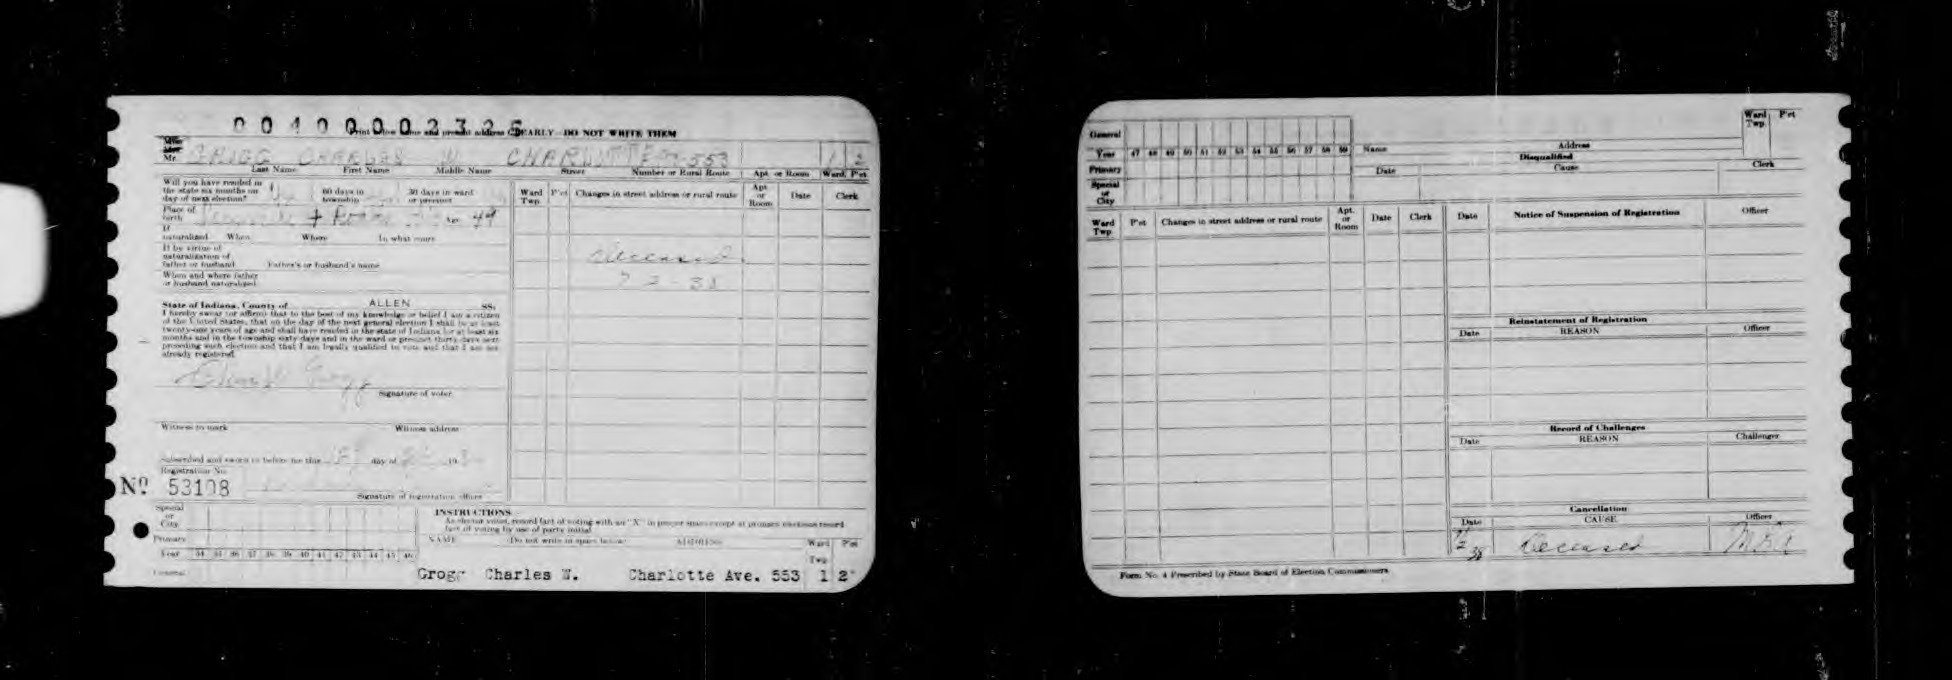 00400002325
Print your name and present address CLEARLY—DO NOT WRITE THEM
Mr. GROGG CHARLES W CHARLOTTE 553 1 2
Last Name First Name Middle Name Street Number or Rural Route Apt. or Room Ward. P'ct
Will you have resided in
the state six months on 60 days in 30 days in ward
day of next election? township or precinct
Place of
birth Age 49
If
naturalized When Where In what court
If by virtue of
naturalization of
father or husband Father's or husband's name
When and where father
or husband naturalized
State of Indiana, County of ALLEN SS.
I hereby swear (or affirm) that to the best of my knowledge or belief I am a citizen
of the United States, that on the day of the next general election I shall be at least
twenty-one years of age and shall have resided in the state of Indiana for at least six
months and in the township sixty days and in the ward or precinct thirty days next
preceding such election and that I am legally qualified to vote and that I am not
already registered.
Grogg
Signature of voter
Witness to mark Witness address
Subscribed and sworn to before me this day of 19
Registration No.
No 53108
Signature of registration officer
Ward Twp. P'ct Changes in street address or rural route Apt. or Room Date Clerk
Deceased
7-2-38
Special
or
City
Primary
Year 34 35 36 37 38 39 40 41 42 43 44 45 46
General
INSTRUCTIONS
As elector votes, record fact of voting with an "X" in proper space except at primary enclose record
fact of voting by use of party initial
NAME (Do not write in space below) ADDRESS Ward Twp P'ct
Grogg Charles W. Charlotte Ave. 553 1 2
General
Year 47 48 49 50 51 52 53 54 55 56 57 58 59
Primary
Special
or
City
Ward Twp. P'ct
Name Address
Disqualified
Date Cause Clerk
Ward Twp. P'ct Changes in street address or rural route Apt. or Room Date Clerk
Date Notice of Suspension of Registration Officer
Reinstatement of Registration
Date REASON Officer
Record of Challenges
Date REASON Challenger
Cancellation
Date CAUSE Officer
7/2 38 Deceased
Form No. 4 Prescribed by State Board of Election Commissioners